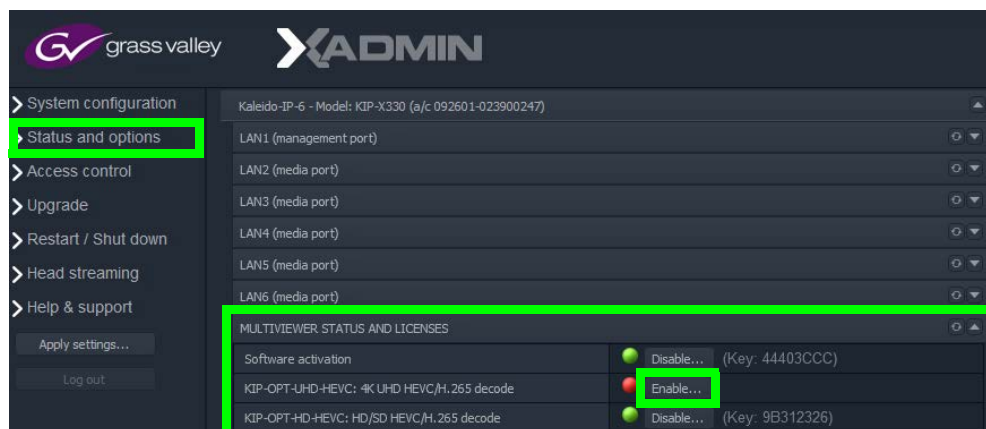 GV grass valley XADMIN
System configuration
Status and options
Access control
Upgrade
Restart / Shut down
Head streaming
Help & support
Apply settings...
Log out
Kaleido-IP-6 - Model: KIP-X330 (a/c 092601-023900247)
LAN1 (management port)
LAN2 (media port)
LAN3 (media port)
LAN4 (media port)
LAN5 (media port)
LAN6 (media port)
MULTIVIEWER STATUS AND LICENSES
Software activation Disable... (Key: 44403CCC)
KIP-OPT-UHD-HEVC: 4K UHD HEVC/H.265 decode Enable...
KIP-OPT-HD-HEVC: HD/SD HEVC/H.265 decode Disable... (Key: 9B312326)